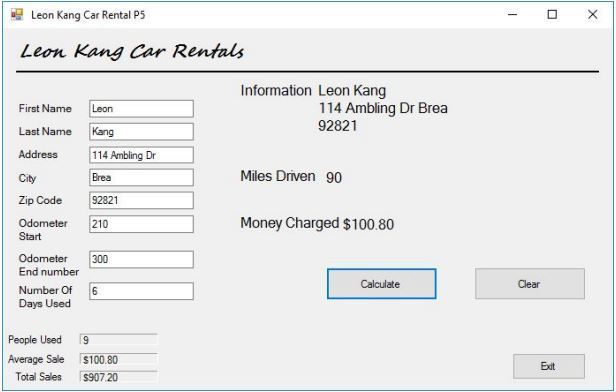 Leon Kang Car Rental P5
Leon Kang Car Rentals
First Name Leon
Last Name Kang
Address 114 Ambling Dr
City Brea
Zip Code 92821
Odometer Start 210
Odometer End number 300
Number Of Days Used 6
Information Leon Kang
114 Ambling Dr Brea
92821
Miles Driven 90
Money Charged $100.80
Calculate Clear
People Used 9
Average Sale $100.80
Total Sales $907.20
Exit